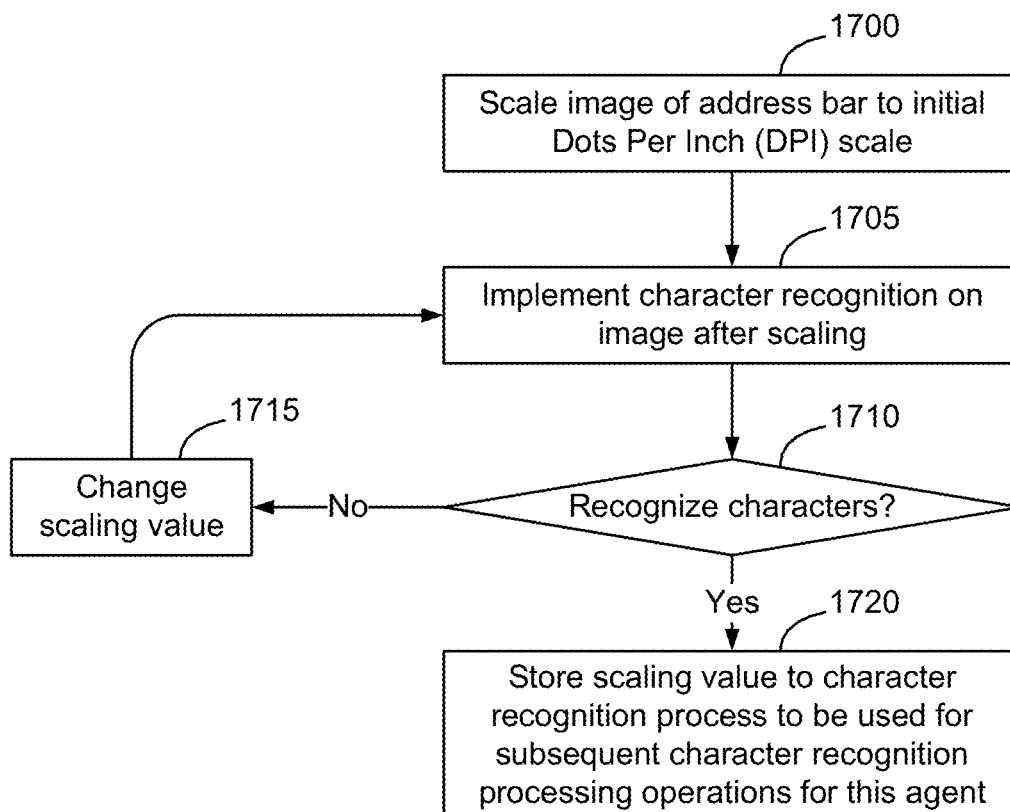 1700
Scale image of address bar to initial
Dots Per Inch (DPI) scale
1705
Implement character recognition on
image after scaling
1715
Change
scaling value
1710
Recognize characters?
No
Yes
1720
Store scaling value to character
recognition process to be used for
subsequent character recognition
processing operations for this agent